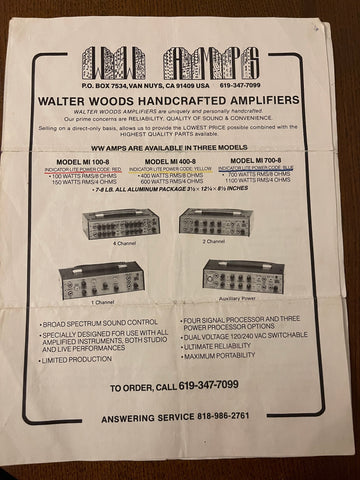 WW AMPS
P.O. BOX 7534, VAN NUYS, CA 91409 USA 619-347-7099
WALTER WOODS HANDCRAFTED AMPLIFIERS
WALTER WOODS AMPLIFIERS are uniquely and personally handcrafted.
Our prime concerns are RELIABILITY, QUALITY OF SOUND & CONVENIENCE.
Selling on a direct-only basis, allows us to provide the LOWEST PRICE possible combined with the
HIGHEST QUALITY PARTS available.
WW AMPS ARE AVAILABLE IN THREE MODELS
MODEL MI 100-8 MODEL MI 400-8 MODEL MI 700-8
INDICATOR LITE POWER CODE: RED INDICATOR LITE POWER CODE: YELLOW INDICATOR LITE POWER CODE: BLUE
• 100 WATTS RMS/8 OHMS • 400 WATTS RMS/8 OHMS • 700 WATTS RMS/8 OHMS
150 WATTS RMS/4 OHMS 600 WATTS RMS/4 OHMS 1100 WATTS RMS/4 OHMS
• 7-8 LB. ALL ALUMINUM PACKAGE 3½ × 12¼ × 8½ INCHES
4 Channel 2 Channel
1 Channel Auxiliary Power
• BROAD SPECTRUM SOUND CONTROL
• SPECIALLY DESIGNED FOR USE WITH ALL
AMPLIFIED INSTRUMENTS, BOTH STUDIO
AND LIVE PERFORMANCES
• LIMITED PRODUCTION
• FOUR SIGNAL PROCESSOR AND THREE
POWER PROCESSOR OPTIONS
• DUAL VOLTAGE 120/240 VAC SWITCHABLE
• ULTIMATE RELIABILITY
• MAXIMUM PORTABILITY
TO ORDER, CALL 619-347-7099
ANSWERING SERVICE 818-986-2761